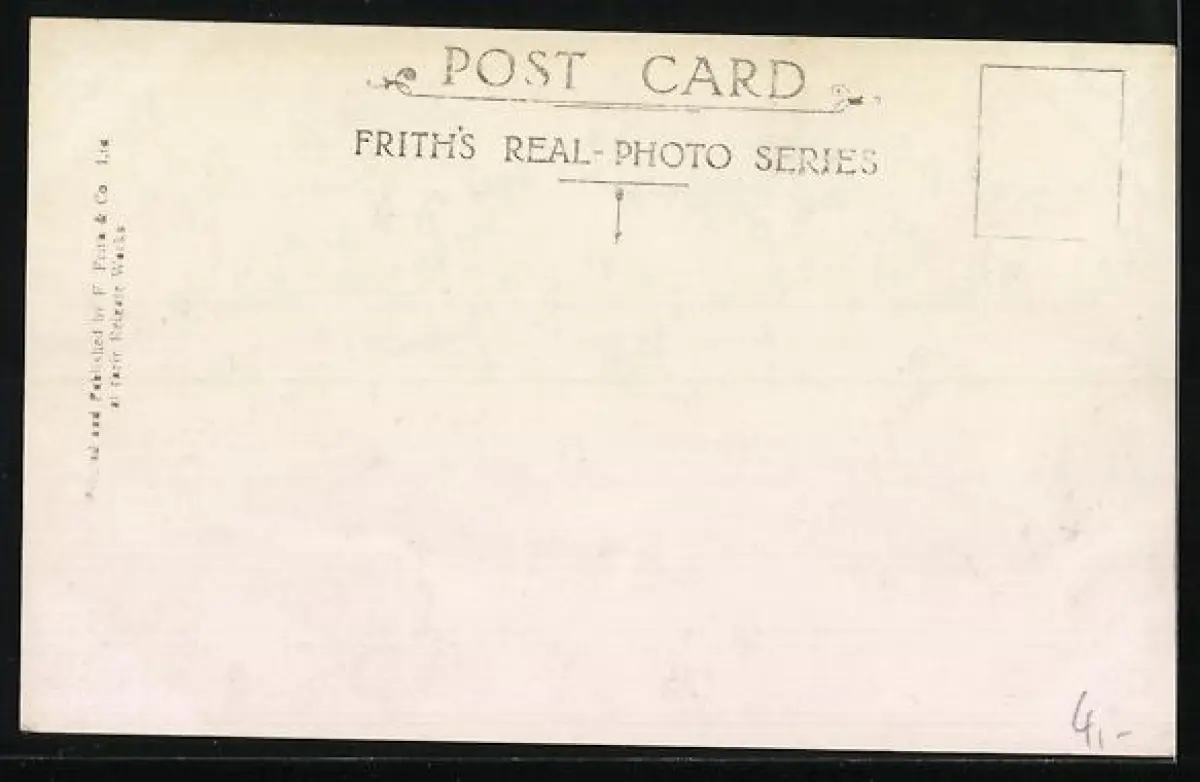 POST CARD
FRITH'S REAL-PHOTO SERIES
and Published by F. Frith & Co Ltd
at their Reigate Works
4,-